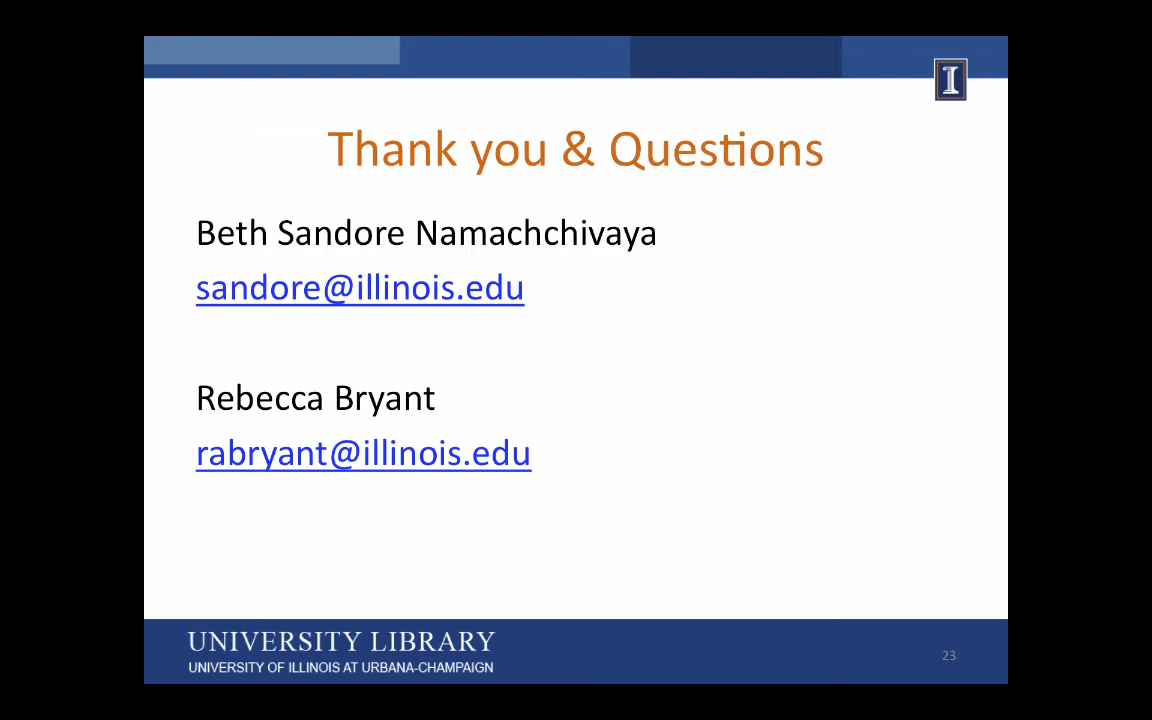 I
Thank you & Questions
Beth Sandore Namachchivaya
sandore@illinois.edu
Rebecca Bryant
rabryant@illinois.edu
UNIVERSITY LIBRARY
UNIVERSITY OF ILLINOIS AT URBANA-CHAMPAIGN
23